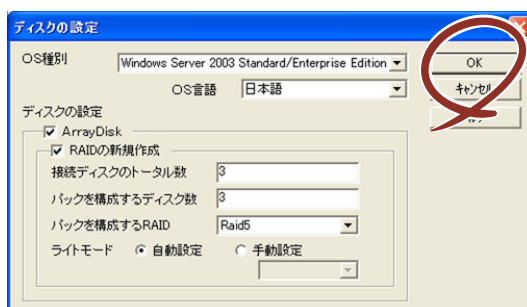 ディスクの設定
OS種別 Windows Server 2003 Standard/Enterprise Edition
OK
OS言語 日本語
キャンセル
ディスクの設定
ArrayDisk
RAIDの新規作成
接続ディスクのトータル数 3
パックを構成するディスク数 3
パックを構成するRAID Raid5
ライトモード 自動設定 手動設定